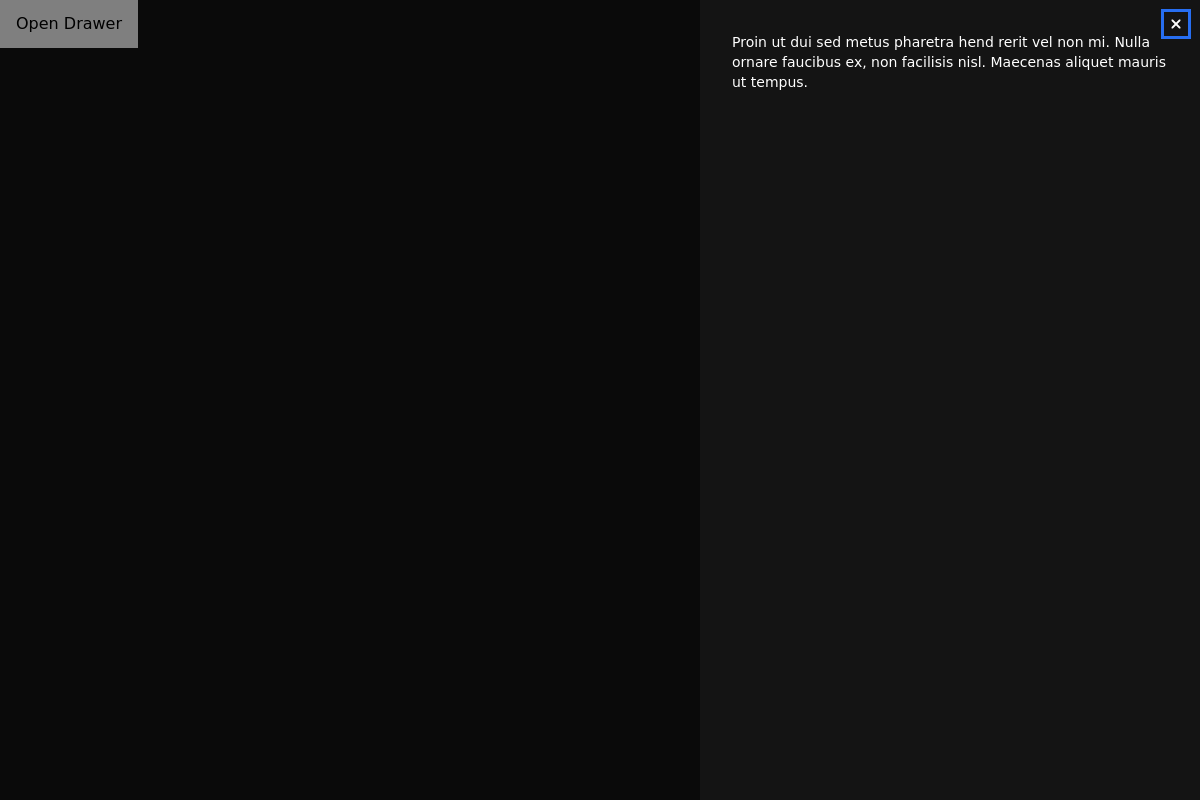 Open Drawer
Proin ut dui sed metus pharetra hend rerit vel non mi. Nulla
ornare faucibus ex, non facilisis nisl. Maecenas aliquet mauris
ut tempus.